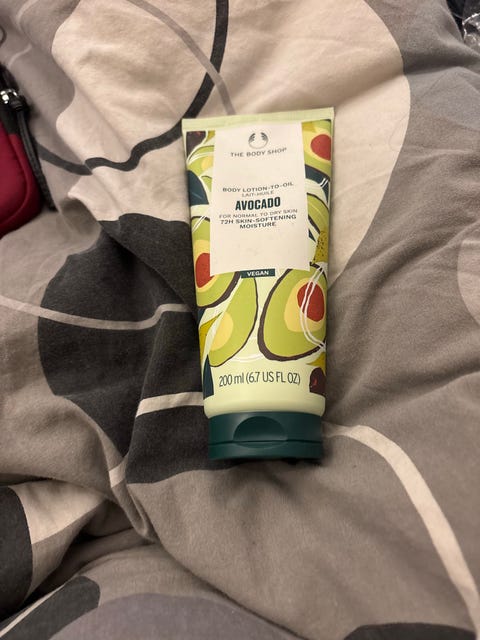 THE BODY SHOP
BODY LOTION-TO-OIL
LAIT-HUILE
AVOCADO
FOR NORMAL TO DRY SKIN
72H SKIN-SOFTENING
MOISTURE
VEGAN
200 ml (6.7 US FL OZ)